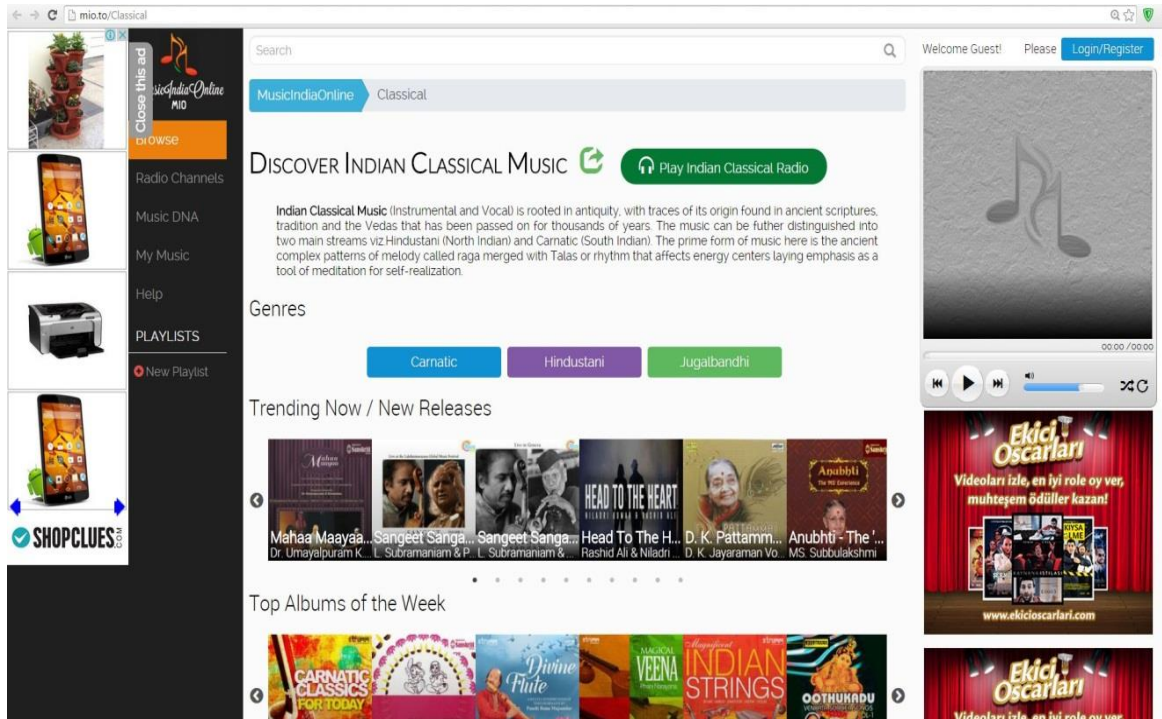 mio.to/Classical
Close this ad
MusicIndiaOnline
MIO
Browse
Radio Channels
Music DNA
My Music
Help
PLAYLISTS
New Playlist
SHOPCLUES.COM
Search
Welcome Guest! Please Login/Register
MusicIndiaOnline Classical
DISCOVER INDIAN CLASSICAL MUSIC
Play Indian Classical Radio
Indian Classical Music (Instrumental and Vocal) is rooted in antiquity, with traces of its origin found in ancient scriptures,
tradition and the Vedas that has been passed on for thousands of years. The music can be futher distinguished into
two main streams viz.Hindustani (North Indian) and Carnatic (South Indian). The prime form of music here is the ancient
complex patterns of melody called raga merged with Talas or rhythm that affects energy centers laying emphasis as a
tool of meditation for self-realization.
Genres
Carnatic Hindustani Jugalbandhi
Trending Now / New Releases
Mahaa Maayaa... Sangeet Sanga... Sangeet Sanga... Head To The H... D. K. Pattamm... Anubhti - The '...
Dr. Umayalpuram K... L. Subramaniam & P... L. Subramaniam & ... Rashid Ali & Niladri ... D. K. Jayaraman Vo... MS. Subbulakshmi
HEAD TO THE HEART
Anubhti
Top Albums of the Week
CARNATIC
CLASSICS
FOR TODAY
Divine
Flute
MAGICAL
VEENA
Magnificent
INDIAN
STRINGS
OOTHUKADU
00:00 /00:00
Ekici
Oscarları
Videoları izle, en iyi role oy ver,
muhteşem ödüller kazan!
www.ekicioscarlari.com
Ekici
Oscarları
Videoları izle, en iyi role oy ver,